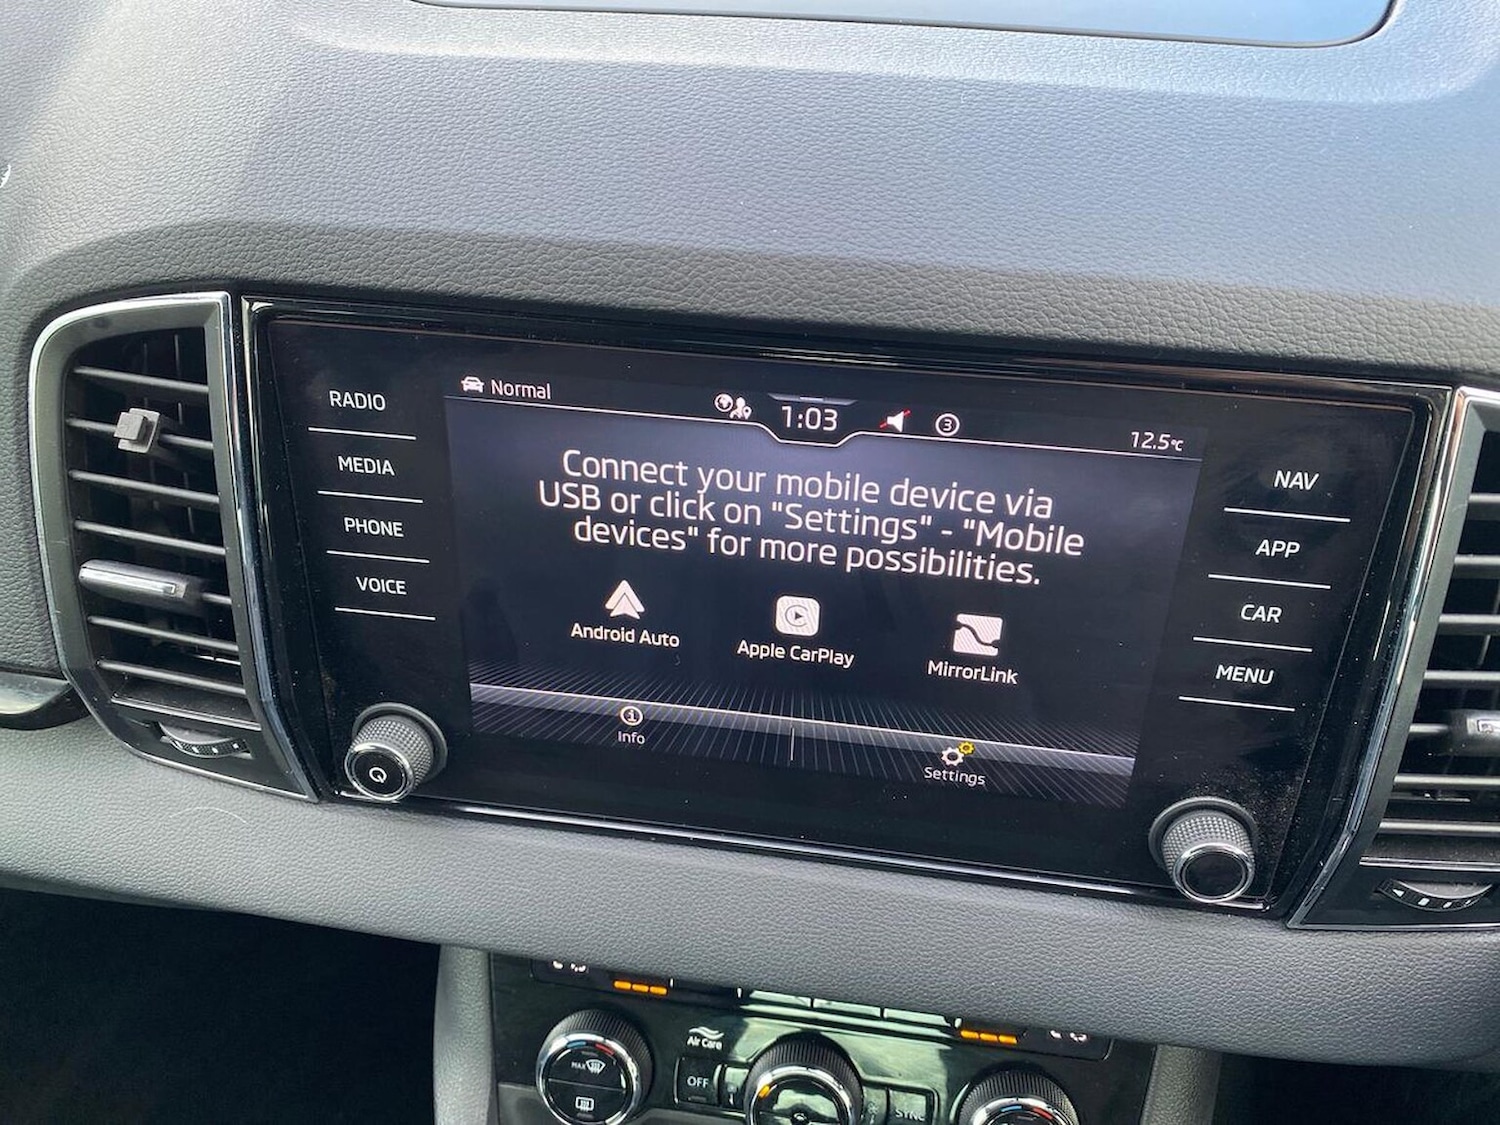 Normal
1:03
3
12.5°C
RADIO
MEDIA
PHONE
VOICE
Connect your mobile device via
USB or click on "Settings" - "Mobile
devices" for more possibilities.
Android Auto
Apple CarPlay
MirrorLink
Info
Settings
NAV
APP
CAR
MENU
Air Care
MAX
OFF
SYNC